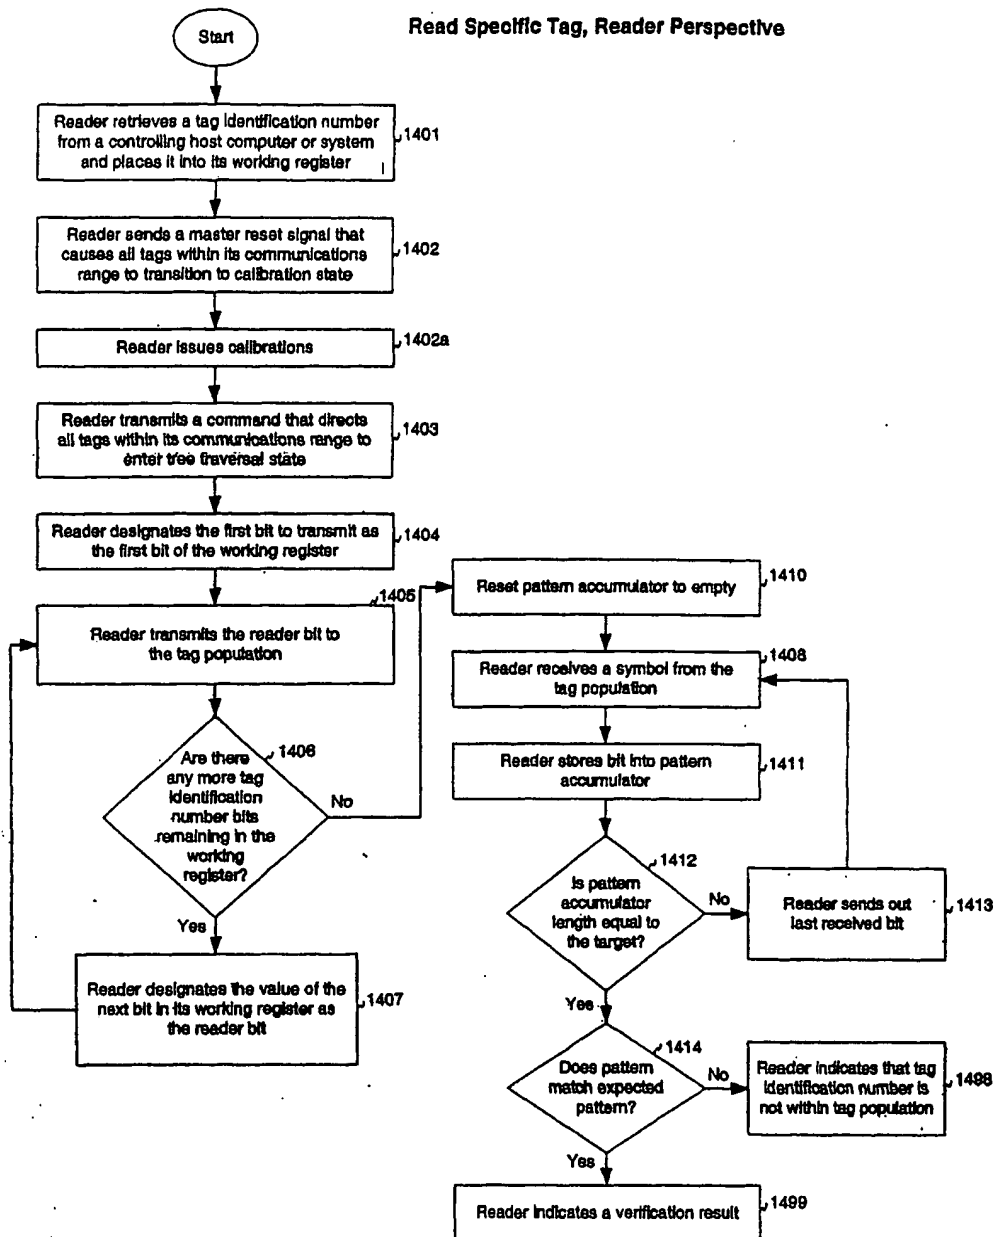 Read Specific Tag, Reader Perspective
Start
Reader retrieves a tag identification number
from a controlling host computer or system
and places it into its working register
1401
Reader sends a master reset signal that
causes all tags within its communications
range to transition to calibration state
1402
Reader issues calibrations
1402a
Reader transmits a command that directs
all tags within its communications range to
enter tree traversal state
1403
Reader designates the first bit to transmit as
the first bit of the working register
1404
1405
Reader transmits the reader bit to
the tag population
1406
Are there
any more tag
identification
number bits
remaining in the
working
register?
No
Yes
Reader designates the value of the
next bit in its working register as
the reader bit
1407
Reset pattern accumulator to empty
1410
Reader receives a symbol from the
tag population
1408
Reader stores bit into pattern
accumulator
1411
1412
Is pattern
accumulator
length equal to
the target?
No
Reader sends out
last received bit
1413
Yes
1414
Does pattern
match expected
pattern?
No
Reader indicates that tag
identification number is
not within tag population
1498
Yes
Reader indicates a verification result
1499